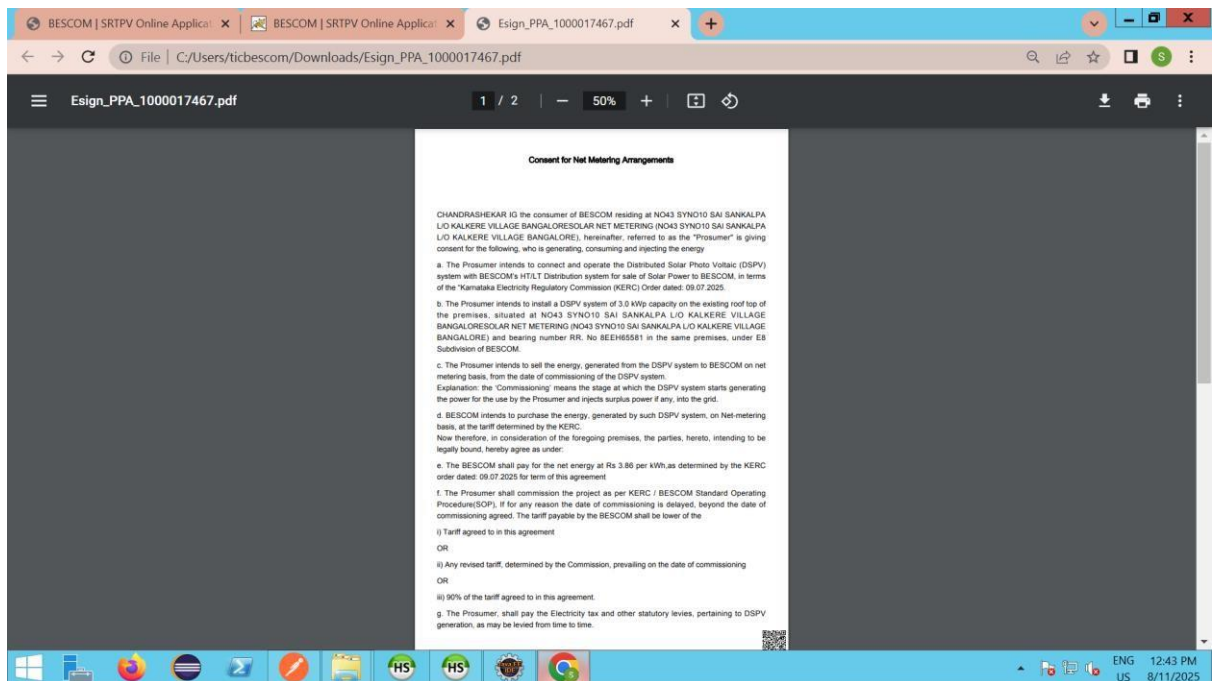 BESCOM | SRTPV Online Applicat
BESCOM | SRTPV Online Applicat
Esign_PPA_1000017467.pdf
File | C:/Users/ticbescom/Downloads/Esign_PPA_1000017467.pdf
S
Esign_PPA_1000017467.pdf
1 / 2
50%
Consent for Net Metering Arrangements
CHANDRASHEKAR IG the consumer of BESCOM residing at NO43 SYNO10 SAI SANKALPA
L/O KALKERE VILLAGE BANGALORESOLAR NET METERING (NO43 SYNO10 SAI SANKALPA
L/O KALKERE VILLAGE BANGALORE), hereinafter, referred to as the "Prosumer" is giving
consent for the following, who is generating, consuming and injecting the energy
a. The Prosumer intends to connect and operate the Distributed Solar Photo Voltaic (DSPV)
system with BESCOM's HT/LT Distribution system for sale of Solar Power to BESCOM, in terms
of the "Karnataka Electricity Regulatory Commission (KERC) Order dated: 09.07.2025.
b. The Prosumer intends to install a DSPV system of 3.0 kWp capacity on the existing roof top of
the premises, situated at NO43 SYNO10 SAI SANKALPA L/O KALKERE VILLAGE
BANGALORESOLAR NET METERING (NO43 SYNO10 SAI SANKALPA L/O KALKERE VILLAGE
BANGALORE) and bearing number RR. No 8EEH65581 in the same premises, under E8
Subdivision of BESCOM.
c. The Prosumer intends to sell the energy, generated from the DSPV system to BESCOM on net
metering basis, from the date of commissioning of the DSPV system.
Explanation: the 'Commissioning' means the stage at which the DSPV system starts generating
the power for the use by the Prosumer and injects surplus power if any, into the grid.
d. BESCOM intends to purchase the energy, generated by such DSPV system, on Net-metering
basis, at the tariff determined by the KERC.
Now therefore, in consideration of the foregoing premises, the parties, hereto, intending to be
legally bound, hereby agree as under:
e. The BESCOM shall pay for the net energy at Rs 3.86 per kWh,as determined by the KERC
order dated: 09.07.2025 for term of this agreement
f. The Prosumer shall commission the project as per KERC / BESCOM Standard Operating
Procedure(SOP), If for any reason the date of commissioning is delayed, beyond the date of
commissioning agreed. The tariff payable by the BESCOM shall be lower of the
i) Tariff agreed to in this agreement
OR
ii) Any revised tariff, determined by the Commission, prevailing on the date of commissioning
OR
iii) 90% of the tariff agreed to in this agreement.
g. The Prosumer, shall pay the Electricity tax and other statutory levies, pertaining to DSPV
generation, as may be levied from time to time.
HS
HS
ENG 12:43 PM
US 8/11/2025